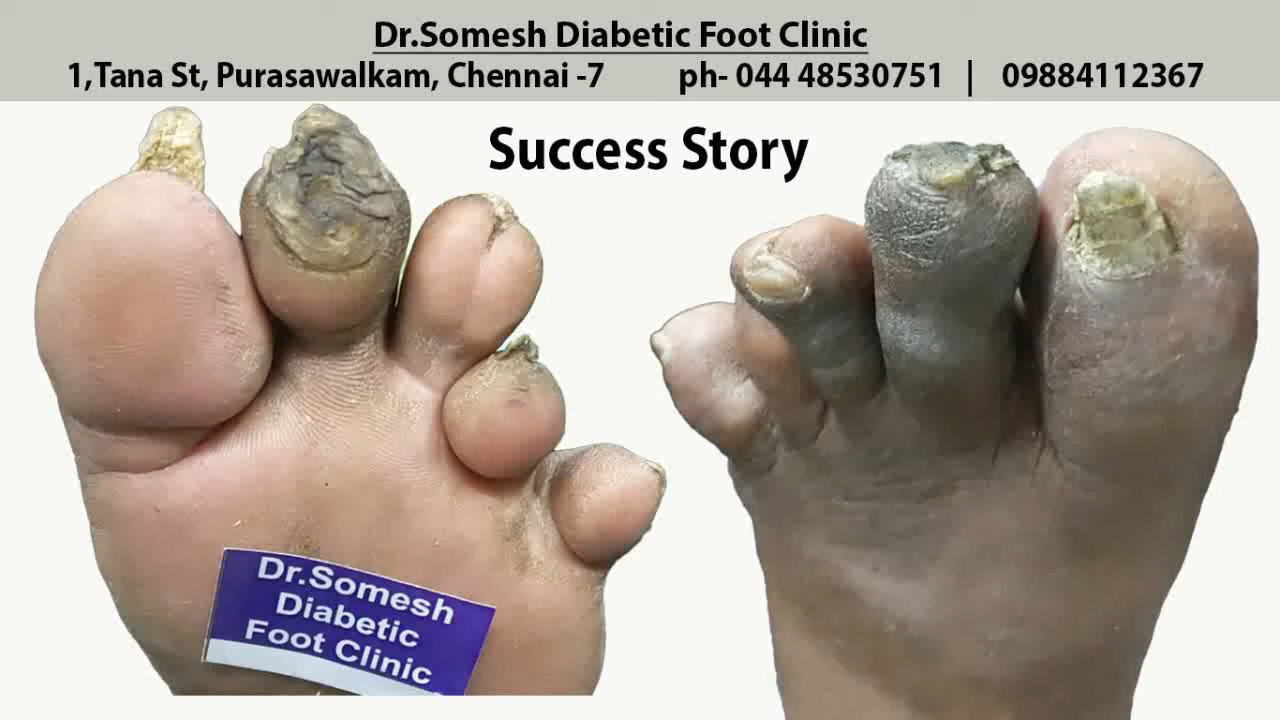 Dr.Somesh Diabetic Foot Clinic
1,Tana St, Purasawalkam, Chennai -7 ph- 044 48530751 | 09884112367
Success Story
Dr.Somesh
Diabetic
Foot Clinic